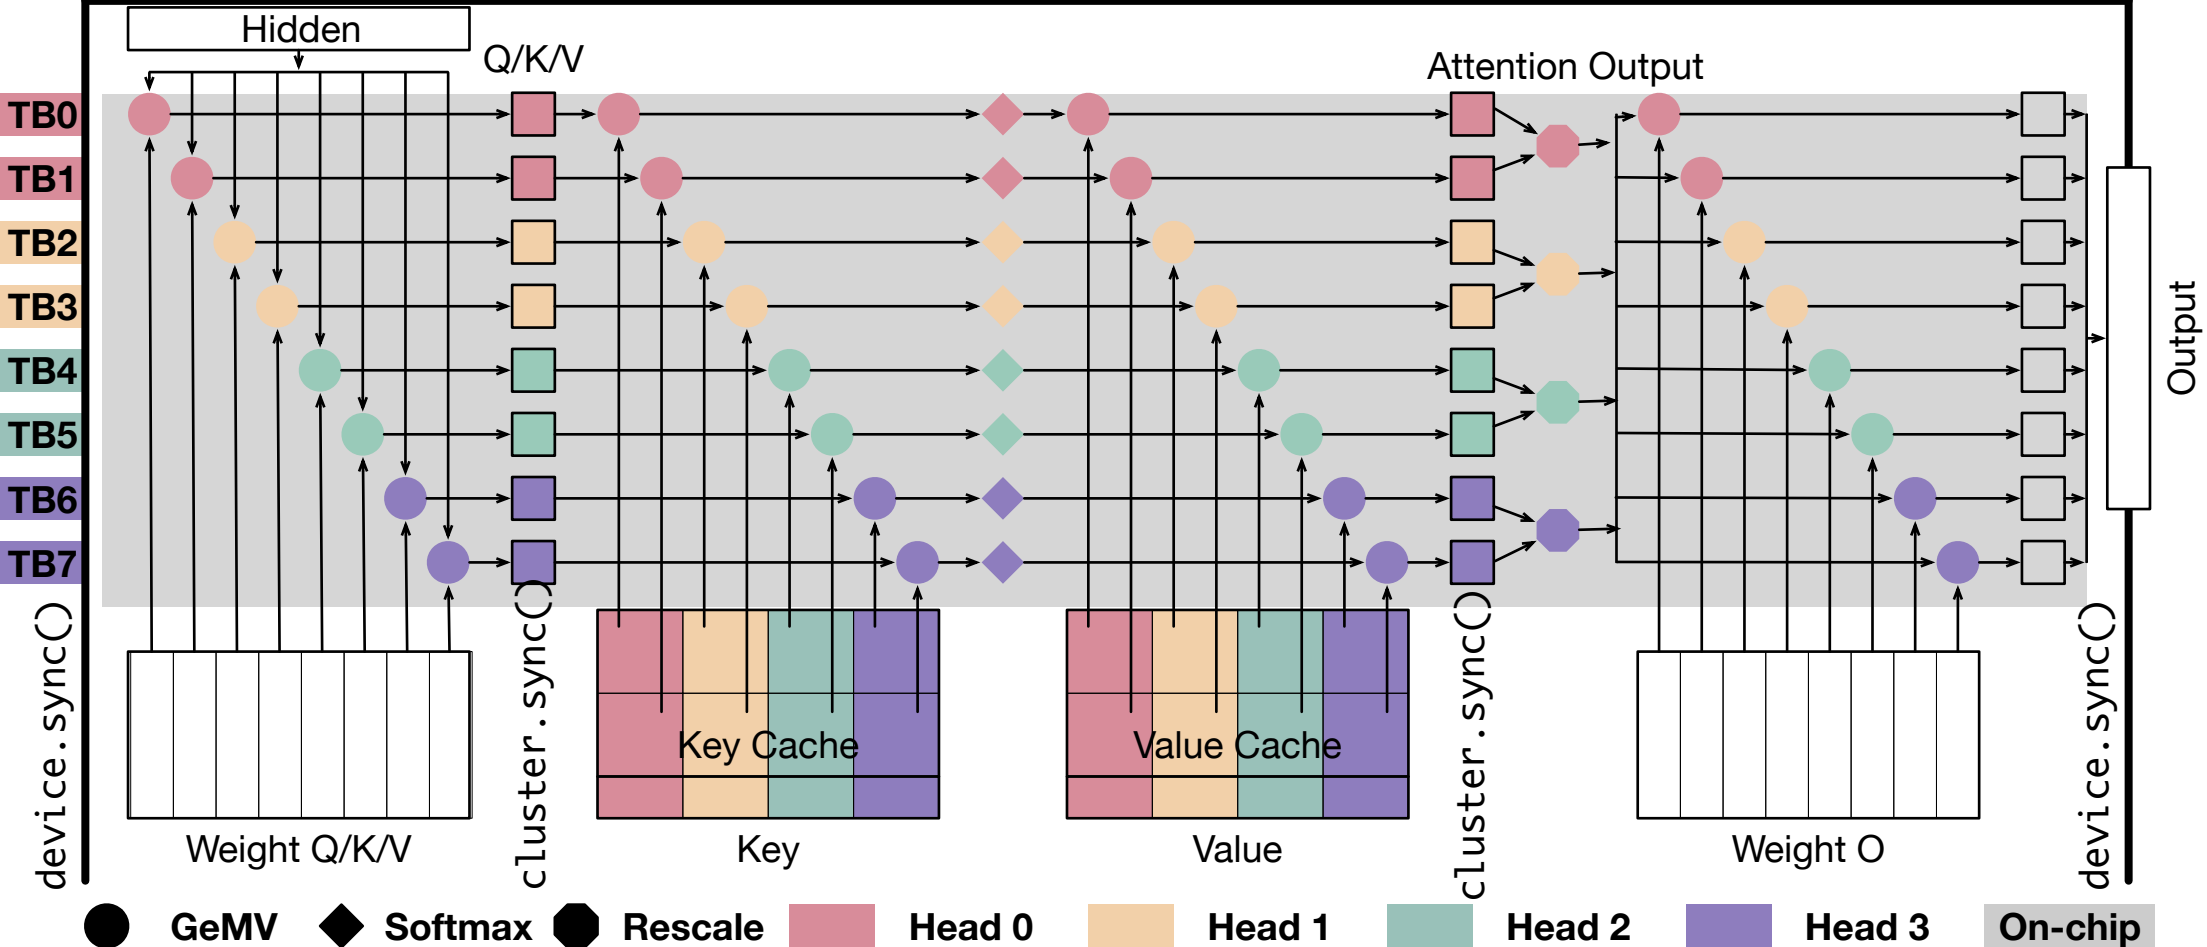 Hidden
Q/K/V
Attention Output
TB0
TB1
TB2
TB3
TB4
TB5
TB6
TB7
Output
device.sync()
cluster.sync()
cluster.sync()
device.sync()
Key Cache
Value Cache
Weight Q/K/V
Key
Value
Weight O
GeMV
Softmax
Rescale
Head 0
Head 1
Head 2
Head 3
On-chip